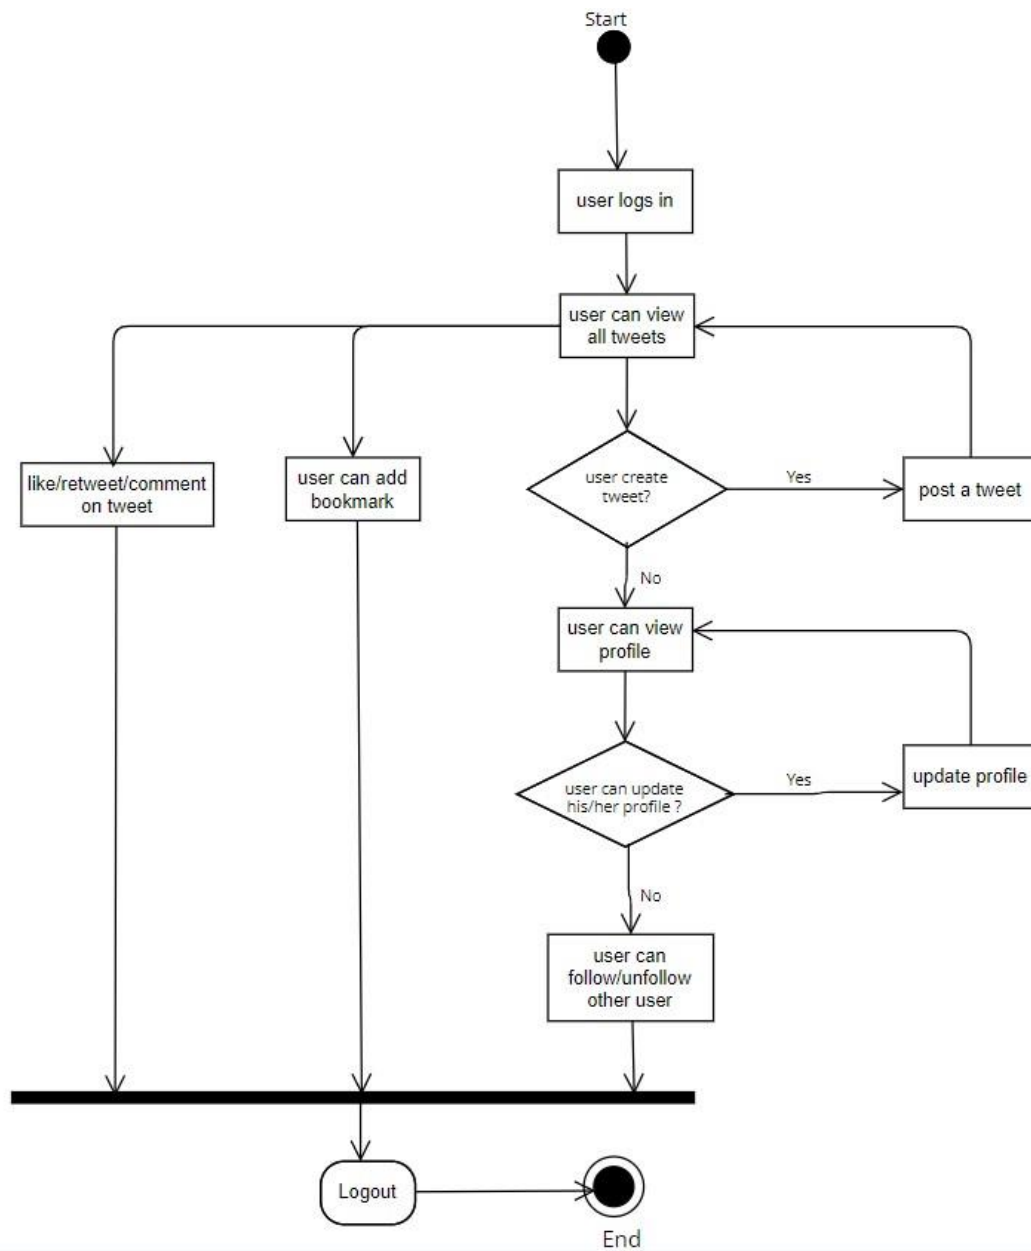 Start
user logs in
user can view
all tweets
like/retweet/comment
on tweet
user can add
bookmark
user create
tweet?
Yes
post a tweet
No
user can view
profile
user can update
his/her profile ?
Yes
update profile
No
user can
follow/unfollow
other user
Logout
End